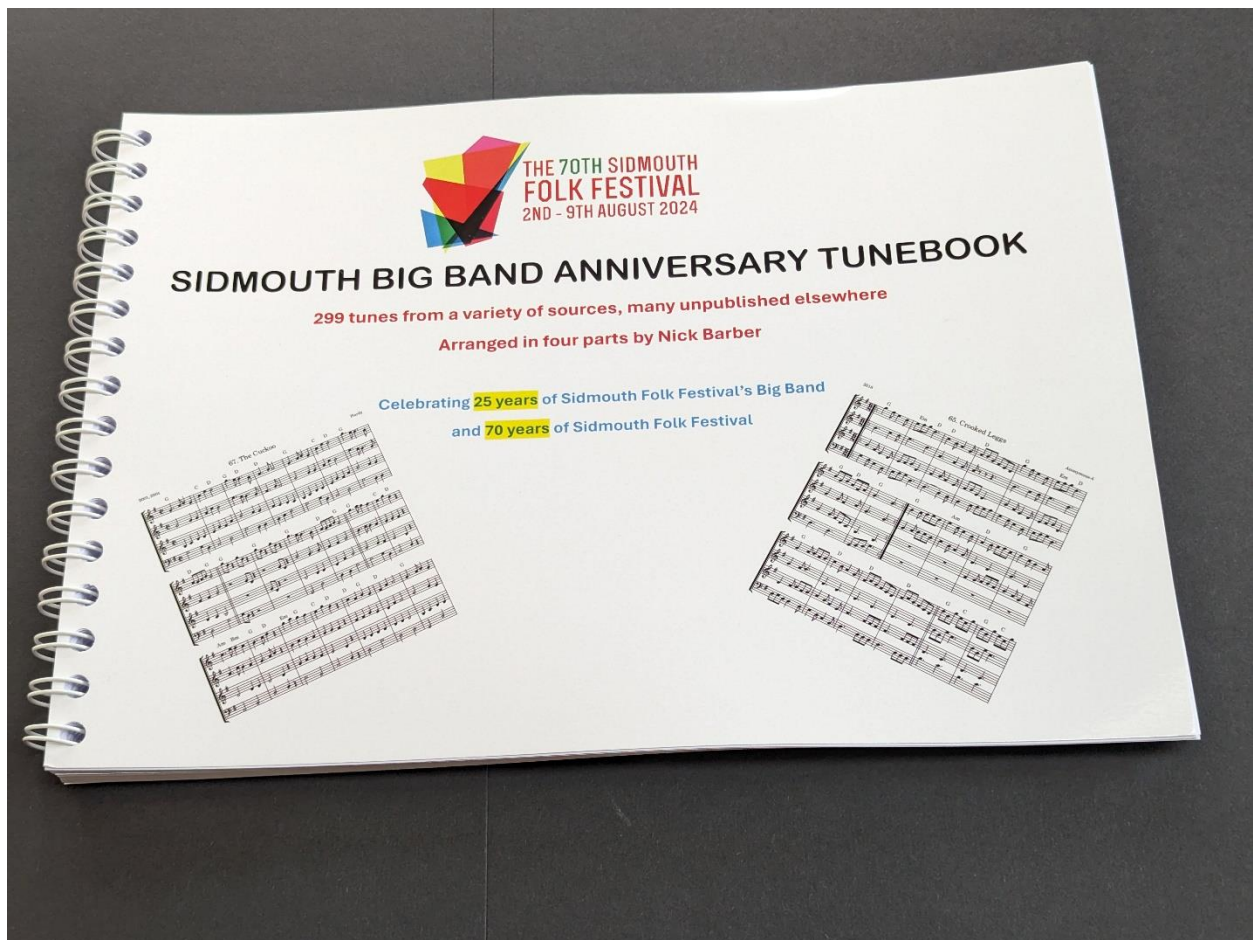 THE 70TH SIDMOUTH
FOLK FESTIVAL
2ND - 9TH AUGUST 2024
SIDMOUTH BIG BAND ANNIVERSARY TUNEBOOK
299 tunes from a variety of sources, many unpublished elsewhere
Arranged in four parts by Nick Barber
Celebrating 25 years of Sidmouth Folk Festival's Big Band
and 70 years of Sidmouth Folk Festival
67. The Cuckoo
65. Crooked Leggs